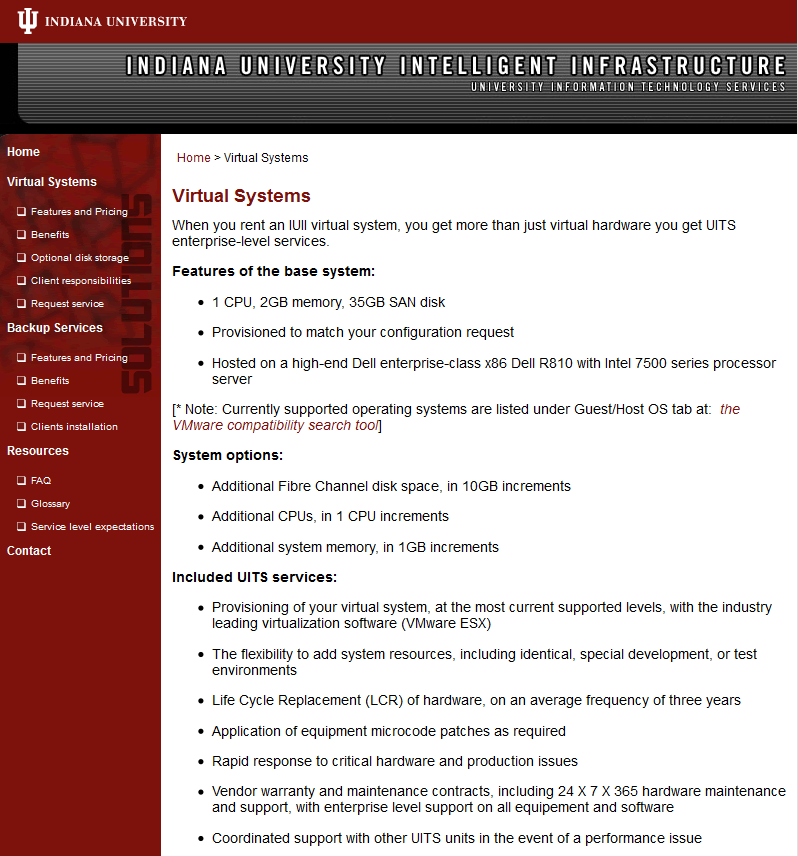 INDIANA UNIVERSITY
INDIANA UNIVERSITY INTELLIGENT INFRASTRUCTURE
UNIVERSITY INFORMATION TECHNOLOGY SERVICES
Home
Virtual Systems
Features and Pricing
Benefits
Optional disk storage
Client responsibilities
Request service
Backup Services
Features and Pricing
Benefits
Request service
Clients installation
Resources
FAQ
Glossary
Service level expectations
Contact
SOLUTIONS
Home > Virtual Systems
Virtual Systems
When you rent an IUII virtual system, you get more than just virtual hardware you get UITS
enterprise-level services.
Features of the base system:
• 1 CPU, 2GB memory, 35GB SAN disk
• Provisioned to match your configuration request
• Hosted on a high-end Dell enterprise-class x86 Dell R810 with Intel 7500 series processor
server
[* Note: Currently supported operating systems are listed under Guest/Host OS tab at: the
VMware compatibility search tool]
System options:
• Additional Fibre Channel disk space, in 10GB increments
• Additional CPUs, in 1 CPU increments
• Additional system memory, in 1GB increments
Included UITS services:
• Provisioning of your virtual system, at the most current supported levels, with the industry
leading virtualization software (VMware ESX)
• The flexibility to add system resources, including identical, special development, or test
environments
• Life Cycle Replacement (LCR) of hardware, on an average frequency of three years
• Application of equipment microcode patches as required
• Rapid response to critical hardware and production issues
• Vendor warranty and maintenance contracts, including 24 X 7 X 365 hardware maintenance
and support, with enterprise level support on all equipement and software
• Coordinated support with other UITS units in the event of a performance issue